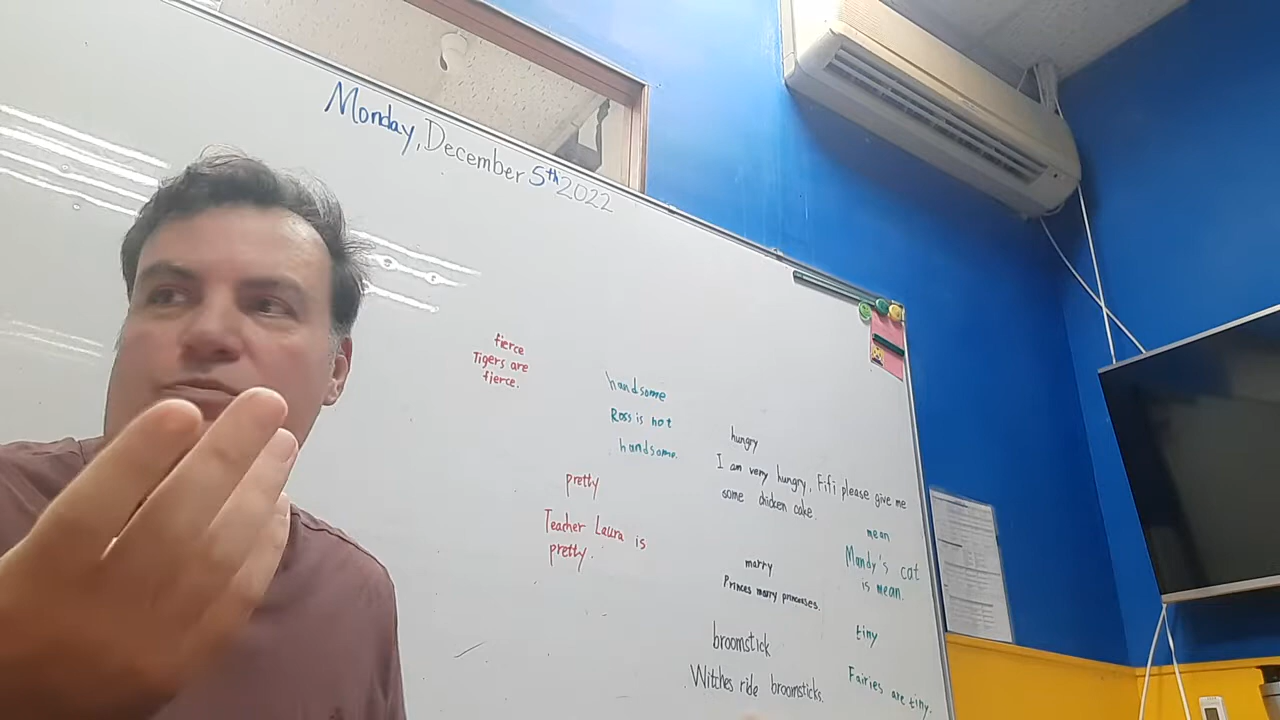 Monday, December 5th 2022
fierce
Tigers are
fierce.
handsome
Ross is not
handsome.
pretty
Teacher Laura is
pretty.
hungry
I am very hungry, Fifi please give me
some chicken cake.
marry
Princes marry princesses.
broomstick
Witches ride broomsticks.
mean
Mandy's cat
is mean.
tiny
Fairies are tiny.